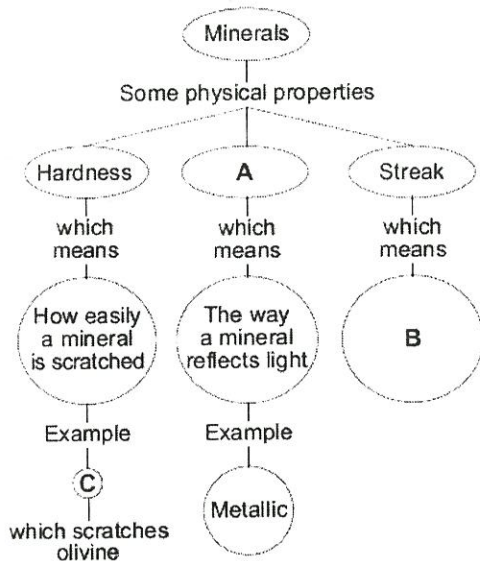 Minerals
Some physical properties
Hardness
A
Streak
which
means
which
means
which
means
How easily
a mineral
is scratched
The way
a mineral
reflects light
B
Example
Example
C
Metallic
which scratches
olivine